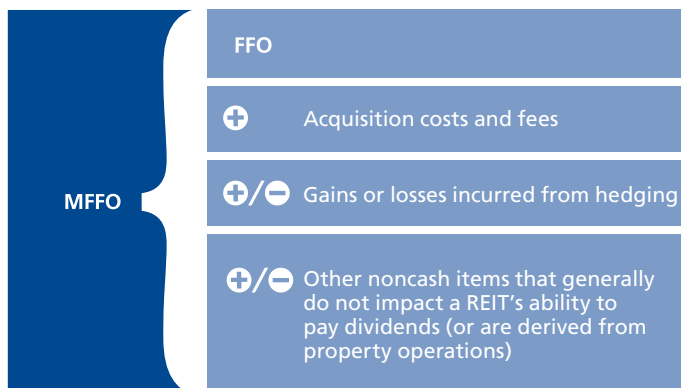 FFO
+ Acquisition costs and fees
MFFO
+/− Gains or losses incurred from hedging
+/− Other noncash items that generally
do not impact a REIT's ability to
pay dividends (or are derived from
property operations)